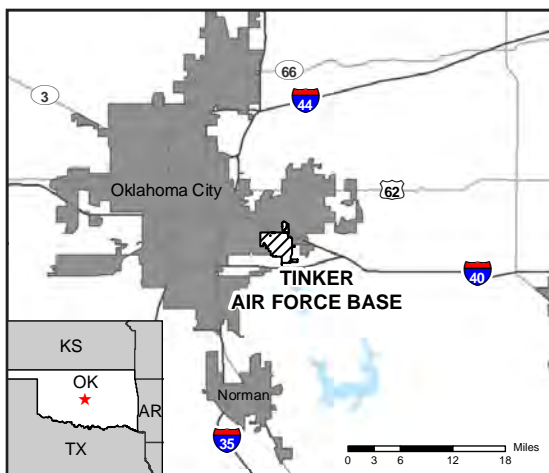 66
3
44
Oklahoma City
62
TINKER
AIR FORCE BASE
40
KS
OK
AR
TX
Norman
35
Miles
0 3 6 12 18